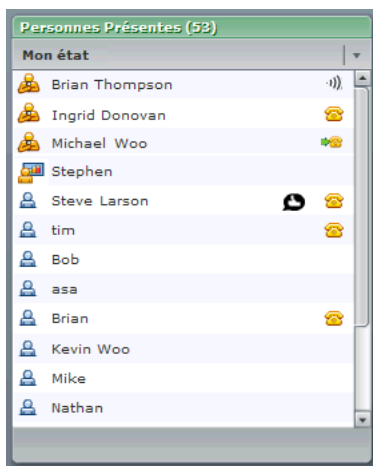 Personnes Présentes (53)
Mon état
Brian Thompson
Ingrid Donovan
Michael Woo
Stephen
Steve Larson
tim
Bob
asa
Brian
Kevin Woo
Mike
Nathan